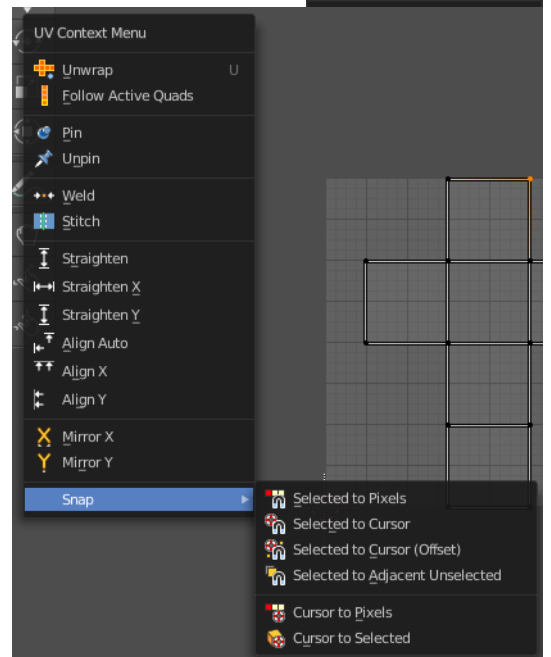 UV Context Menu
Unwrap U
Follow Active Quads
Pin
Unpin
Weld
Stitch
Straighten
Straighten X
Straighten Y
Align Auto
Align X
Align Y
Mirror X
Mirror Y
Snap
Selected to Pixels
Selected to Cursor
Selected to Cursor (Offset)
Selected to Adjacent Unselected
Cursor to Pixels
Cursor to Selected